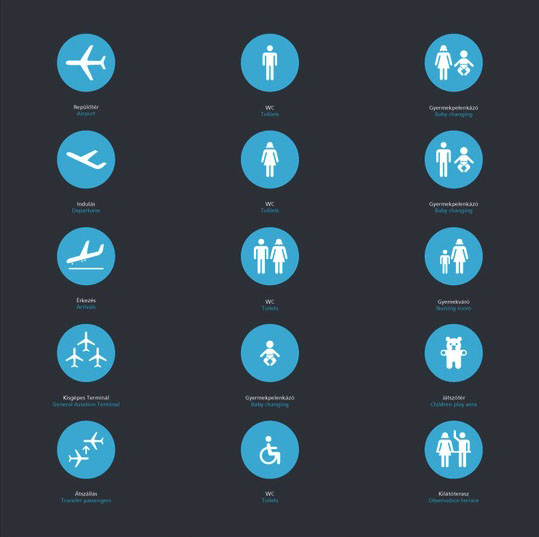 Repülőtér
Airport
WC
Toilets
Gyermekpelenkázó
Baby changing
Indulás
Departures
WC
Toilets
Gyermekpelenkázó
Baby changing
Érkezés
Arrivals
WC
Toilets
Gyermekváró
Nursing room
Kisgépes Terminál
General Aviation Terminal
Gyermekpelenkázó
Baby changing
Játszótér
Children play aera
Átszállás
Transfer passengers
WC
Toilets
Kilátóterasz
Observation terrace